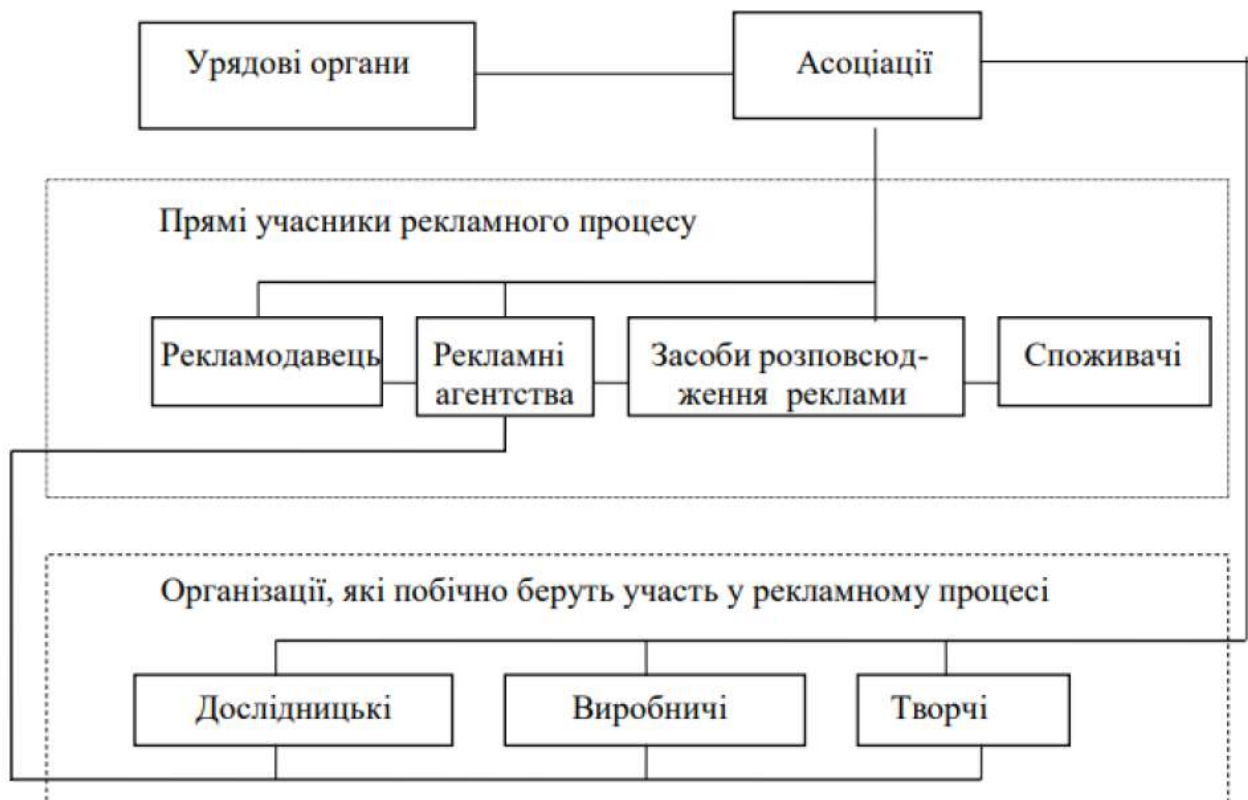 Урядові органи
Асоціації
Прямі учасники рекламного процесу
Рекламодавець
Рекламні
агентства
Засоби розповсюд-
ження реклами
Споживачі
Організації, які побічно беруть участь у рекламному процесі
Дослідницькі
Виробничі
Творчі